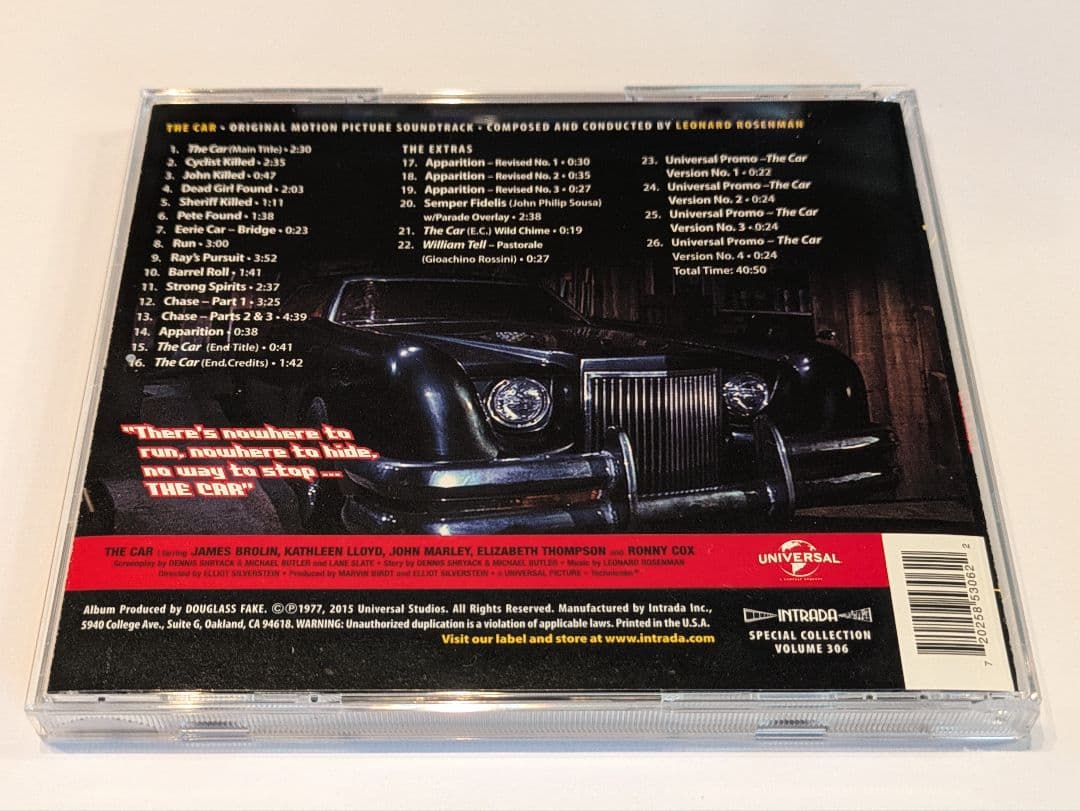 THE CAR • ORIGINAL MOTION PICTURE SOUNDTRACK • COMPOSED AND CONDUCTED BY LEONARD ROSENMAN
1. The Car (Main Title) • 2:30
2. Cyclist Killed • 2:35
3. John Killed • 0:47
4. Dead Girl Found • 2:03
5. Sheriff Killed • 1:11
6. Pete Found • 1:38
7. Eerie Car – Bridge • 0:23
8. Run • 3:00
9. Ray's Pursuit • 3:52
10. Barrel Roll • 1:41
11. Strong Spirits • 2:37
12. Chase – Part 1 • 3:25
13. Chase – Parts 2 & 3 • 4:39
14. Apparition • 0:38
15. The Car (End Title) • 0:41
16. The Car (End Credits) • 1:42
THE EXTRAS
17. Apparition – Revised No. 1 • 0:30
18. Apparition – Revised No. 2 • 0:35
19. Apparition – Revised No. 3 • 0:27
20. Semper Fidelis (John Philip Sousa)
w/Parade Overlay • 2:38
21. The Car (E.C.) Wild Chime • 0:19
22. William Tell – Pastorale
(Gioachino Rossini) • 0:27
23. Universal Promo – The Car
Version No. 1 • 0:22
24. Universal Promo – The Car
Version No. 2 • 0:24
25. Universal Promo – The Car
Version No. 3 • 0:24
26. Universal Promo – The Car
Version No. 4 • 0:24
Total Time: 40:50
"There's nowhere to
run, nowhere to hide,
no way to stop ...
THE CAR"
THE CAR starring JAMES BROLIN, KATHLEEN LLOYD, JOHN MARLEY, ELIZABETH THOMPSON and RONNY COX
Screenplay by DENNIS SHRYACK & MICHAEL BUTLER and LANE SLATE • Story by DENNIS SHRYACK & MICHAEL BUTLER • Music by LEONARD ROSENMAN
Directed by ELLIOT SILVERSTEIN • Produced by MARVIN BIRDT and ELLIOT SILVERSTEIN • A UNIVERSAL PICTURE • Technicolor®
UNIVERSAL
Album Produced by DOUGLASS FAKE. ©℗1977, 2015 Universal Studios. All Rights Reserved. Manufactured by Intrada Inc.,
5940 College Ave., Suite G, Oakland, CA 94618. WARNING: Unauthorized duplication is a violation of applicable laws. Printed in the U.S.A.
Visit our label and store at www.intrada.com
INTRADA
SPECIAL COLLECTION
VOLUME 306
7 20258 53062 2